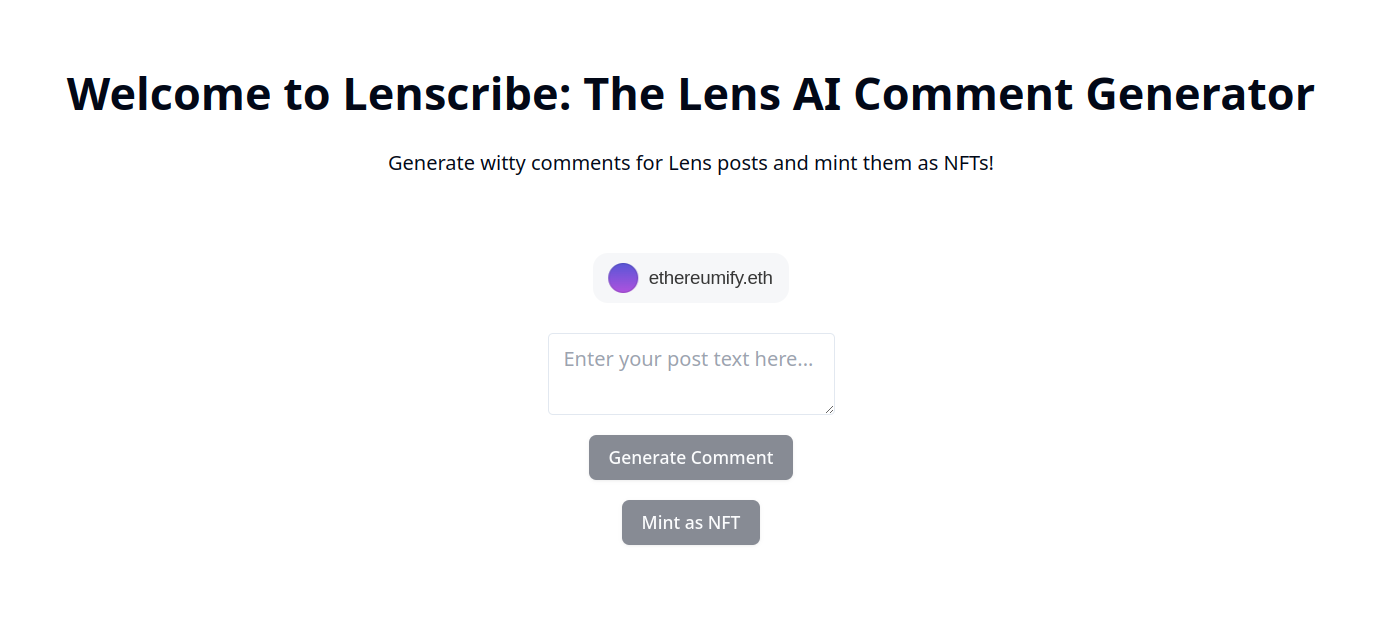 Welcome to Lenscribe: The Lens AI Comment Generator
Generate witty comments for Lens posts and mint them as NFTs!
ethereumify.eth
Enter your post text here...
Generate Comment
Mint as NFT